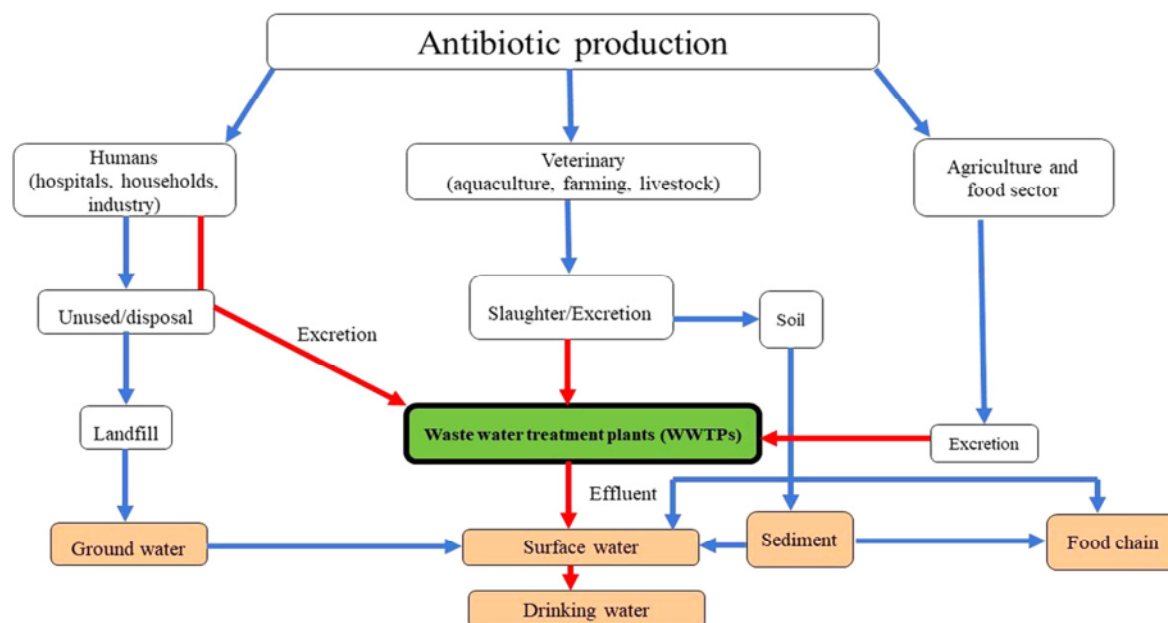 Antibiotic production
Humans
(hospitals, households,
industry)
Veterinary
(aquaculture, farming, livestock)
Agriculture and
food sector
Unused/disposal
Excretion
Slaughter/Excretion
Soil
Landfill
Waste water treatment plants (WWTPs)
Excretion
Effluent
Ground water
Surface water
Sediment
Food chain
Drinking water